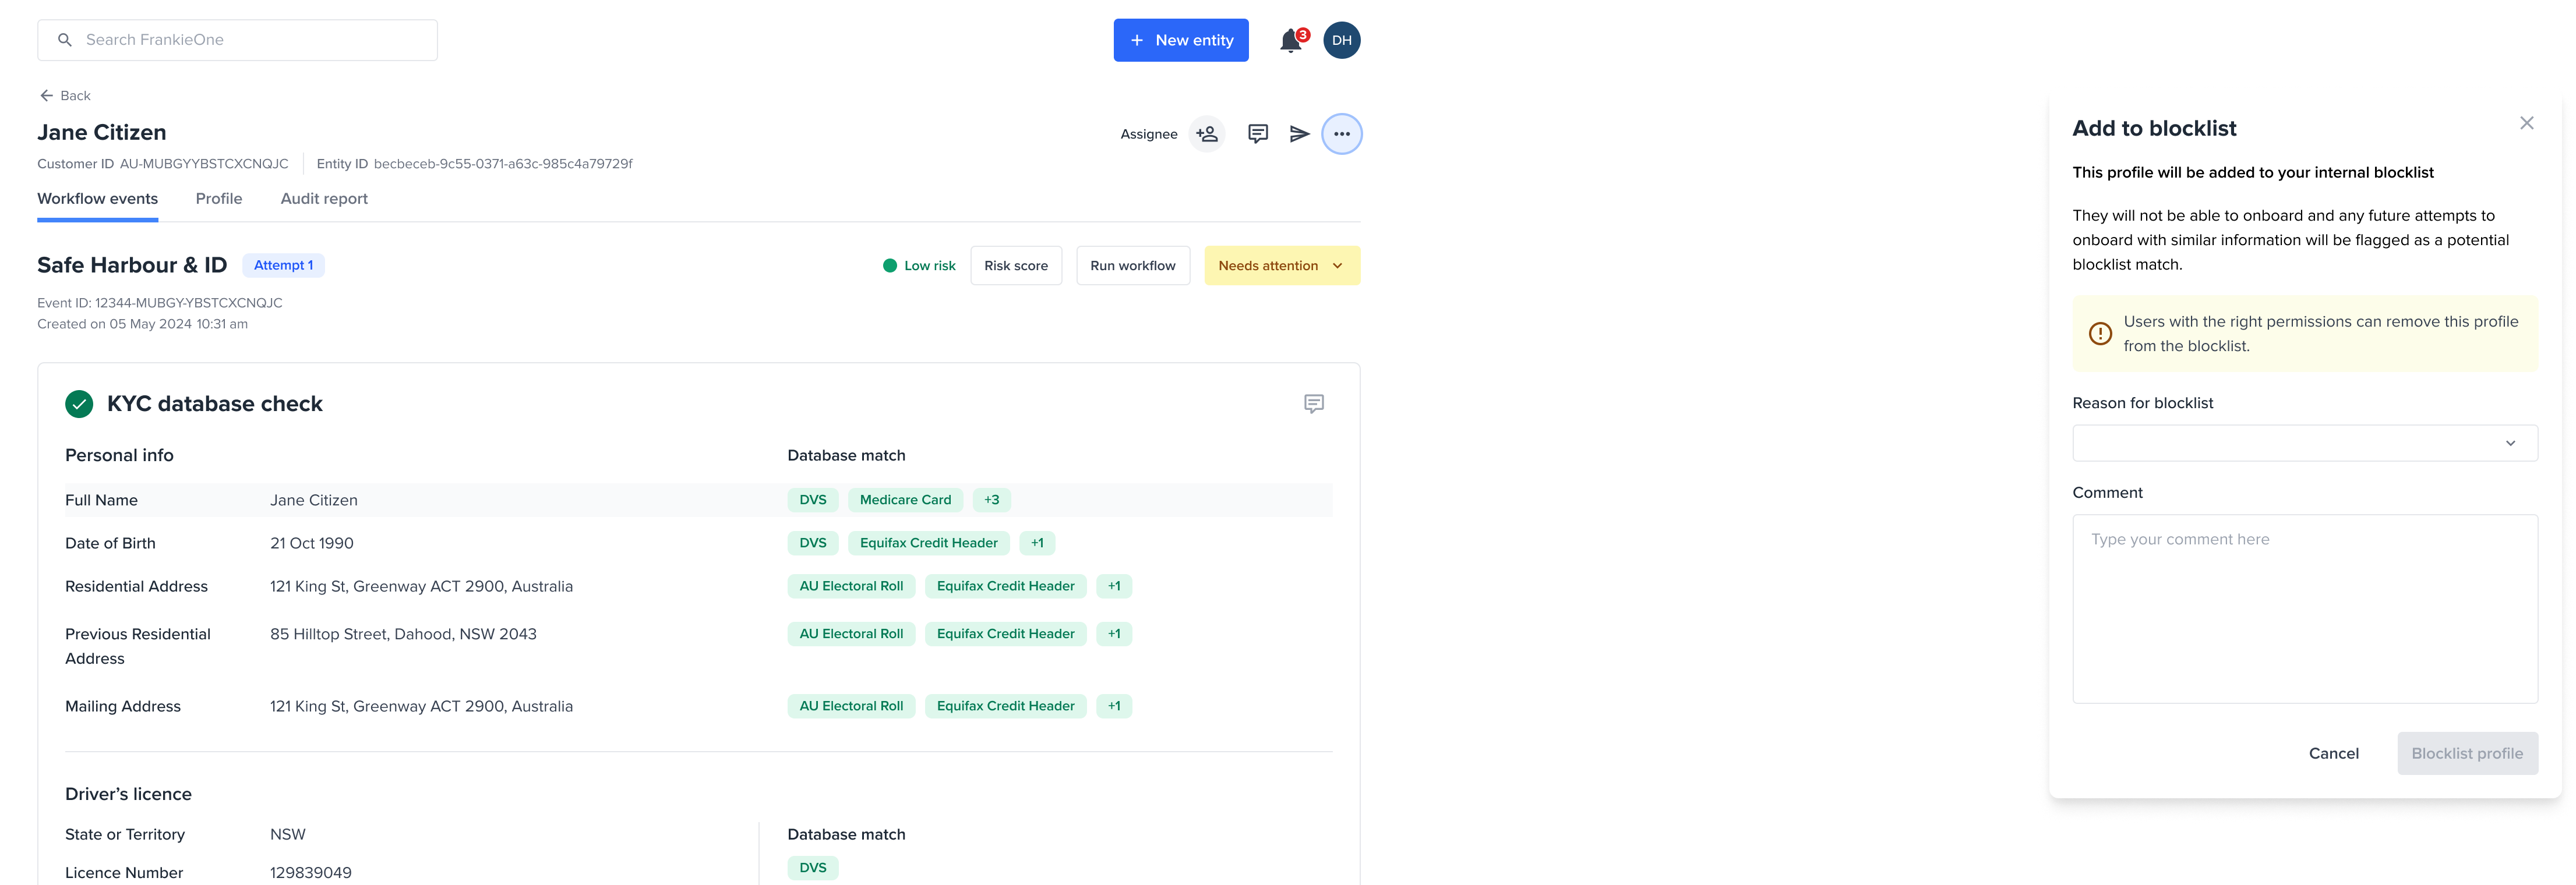 Search FrankieOne
New entity
3
DH
Back
Jane Citizen
Assignee
Customer ID AU-MUBGYYBSTCXCNQJC
Entity ID becbeceb-9c55-0371-a63c-985c4a79729f
Workflow events
Profile
Audit report
Safe Harbour & ID
Attempt 1
Low risk
Risk score
Run workflow
Needs attention
Event ID: 12344-MUBGY-YBSTCXCNQJC
Created on 05 May 2024 10:31 am
KYC database check
Personal info
Database match
Full Name
Jane Citizen
DVS
Medicare Card
+3
Date of Birth
21 Oct 1990
DVS
Equifax Credit Header
+1
Residential Address
121 King St, Greenway ACT 2900, Australia
AU Electoral Roll
Equifax Credit Header
+1
Previous Residential
Address
85 Hilltop Street, Dahood, NSW 2043
AU Electoral Roll
Equifax Credit Header
+1
Mailing Address
121 King St, Greenway ACT 2900, Australia
AU Electoral Roll
Equifax Credit Header
+1
Driver’s licence
State or Territory
NSW
Database match
DVS
Licence Number
129839049
Add to blocklist
This profile will be added to your internal blocklist
They will not be able to onboard and any future attempts to
onboard with similar information will be flagged as a potential
blocklist match.
Users with the right permissions can remove this profile
from the blocklist.
Reason for blocklist
Comment
Type your comment here
Cancel
Blocklist profile